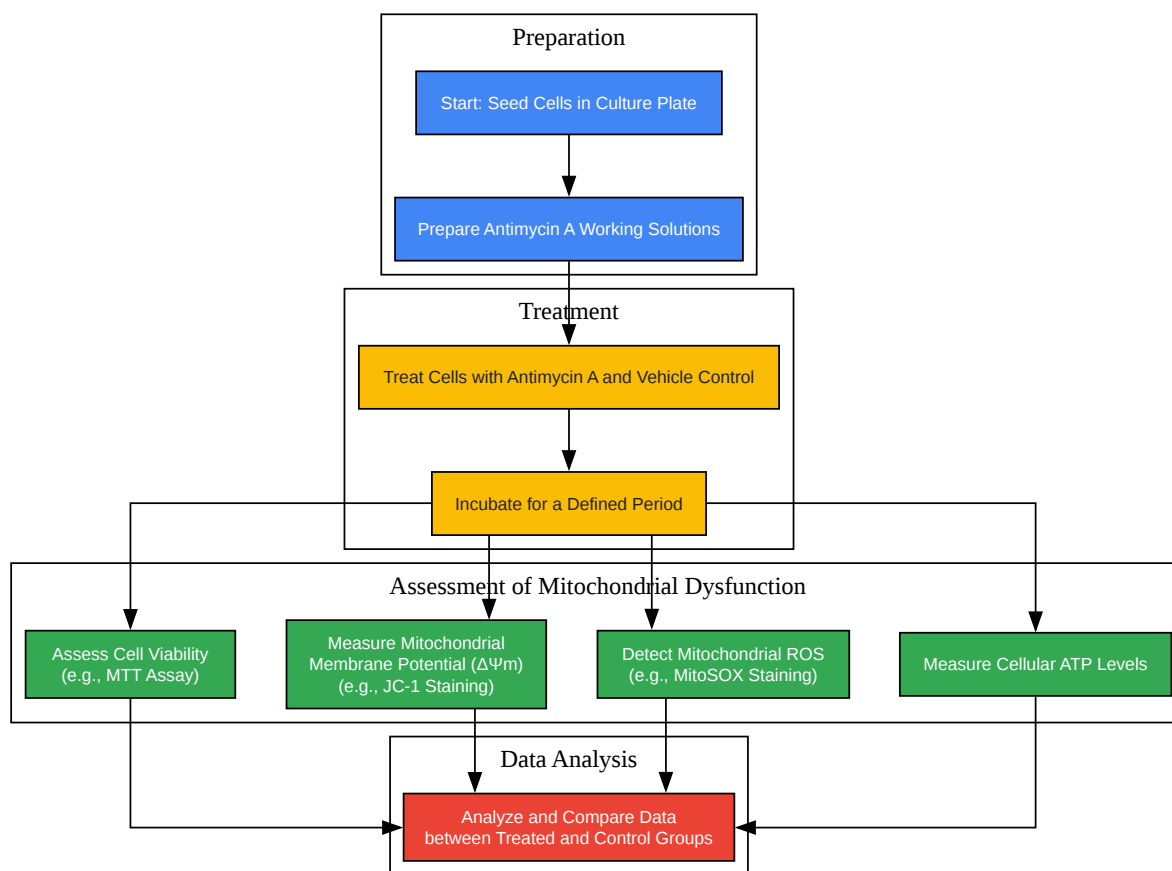 Preparation
Start: Seed Cells in Culture Plate
Prepare Antimycin A Working Solutions
Treatment
Treat Cells with Antimycin A and Vehicle Control
Incubate for a Defined Period
Assessment of Mitochondrial Dysfunction
Assess Cell Viability
(e.g., MTT Assay)
Measure Mitochondrial
Membrane Potential (ΔΨm)
(e.g., JC-1 Staining)
Detect Mitochondrial ROS
(e.g., MitoSOX Staining)
Measure Cellular ATP Levels
Data Analysis
Analyze and Compare Data
between Treated and Control Groups